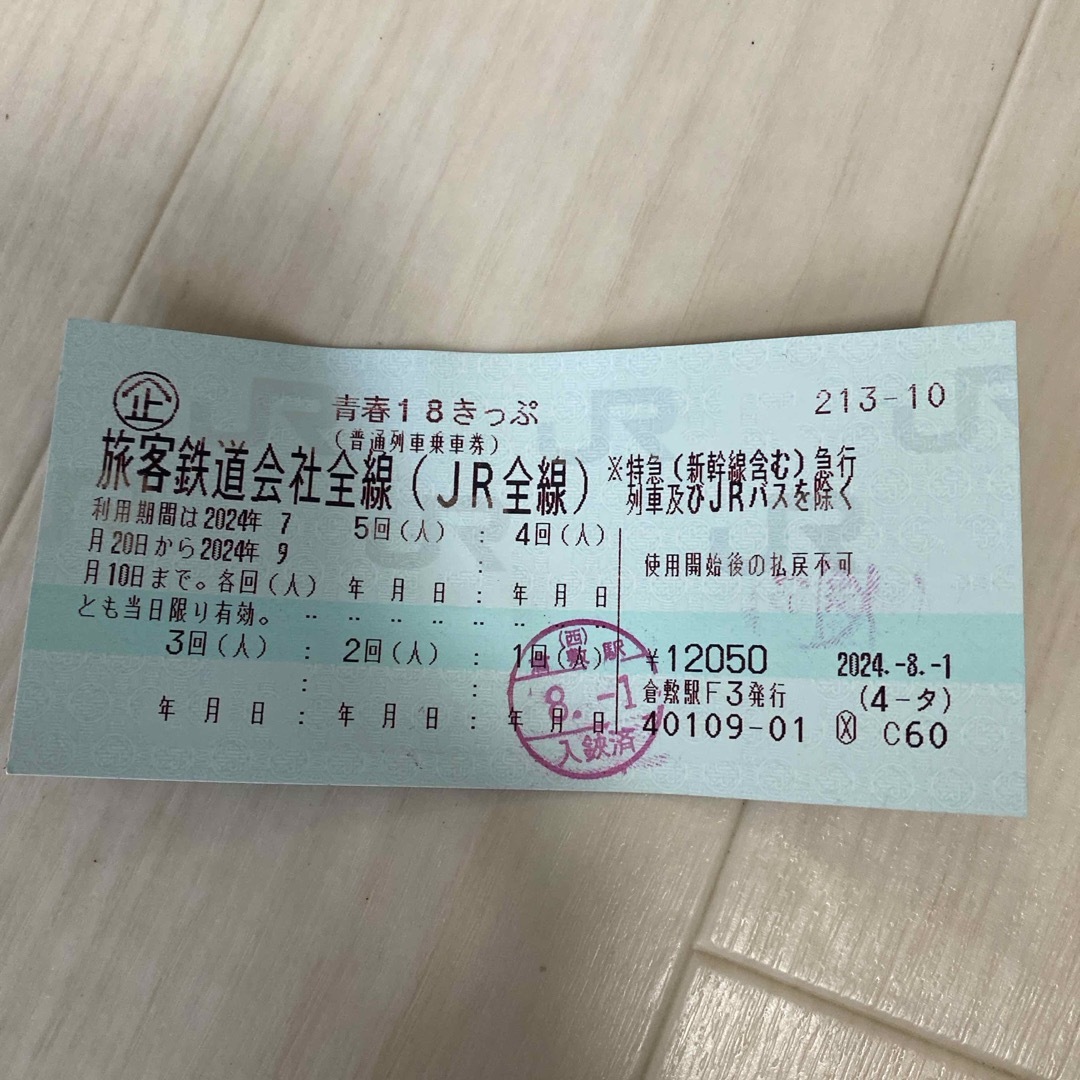 企
青春18きっぷ
213-10
(普通列車乗車券)
旅客鉄道会社全線(JR全線)
※特急(新幹線含む)急行
列車及びJRバスを除く
利用期間は2024年 7
月20日から2024年 9
月10日まで。各回(人)
とも当日限り有効。
5回(人) : 4回(人)
年 月 日 : 年 月 日
使用開始後の払戻不可
3回(人) : 2回(人) : 1回(人)
年 月 日 : 年 月 日 : 年 月 日
(西)
駅
8.-1
入鋏済
¥12050
2024.-8.-1
倉敷駅F3発行
(4-タ)
40109-01
C60
JR